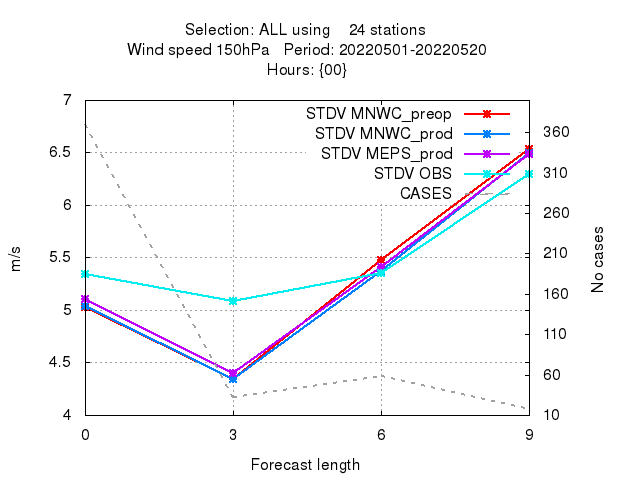 Selection: ALL using    24 stations
Wind speed 150hPa   Period: 20220501-20220520
Hours: {00}
STDV MNWC_preop
STDV MNWC_prod
STDV MEPS_prod
STDV OBS
CASES
7
6.5
6
5.5
5
4.5
4
m/s
360
310
260
210
160
110
60
10
No cases
0 3 6 9
Forecast length